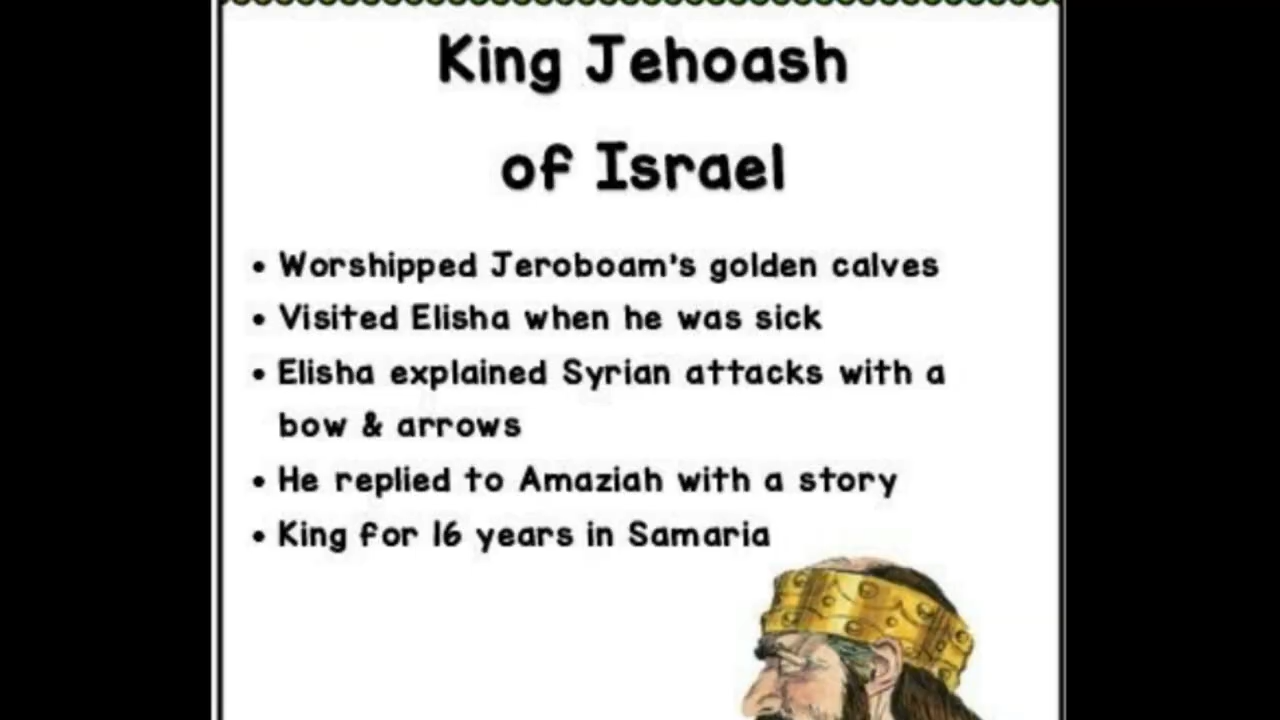 King Jehoash
of Israel
• Worshipped Jeroboam's golden calves
• Visited Elisha when he was sick
• Elisha explained Syrian attacks with a
bow & arrows
• He replied to Amaziah with a story
• King for 16 years in Samaria